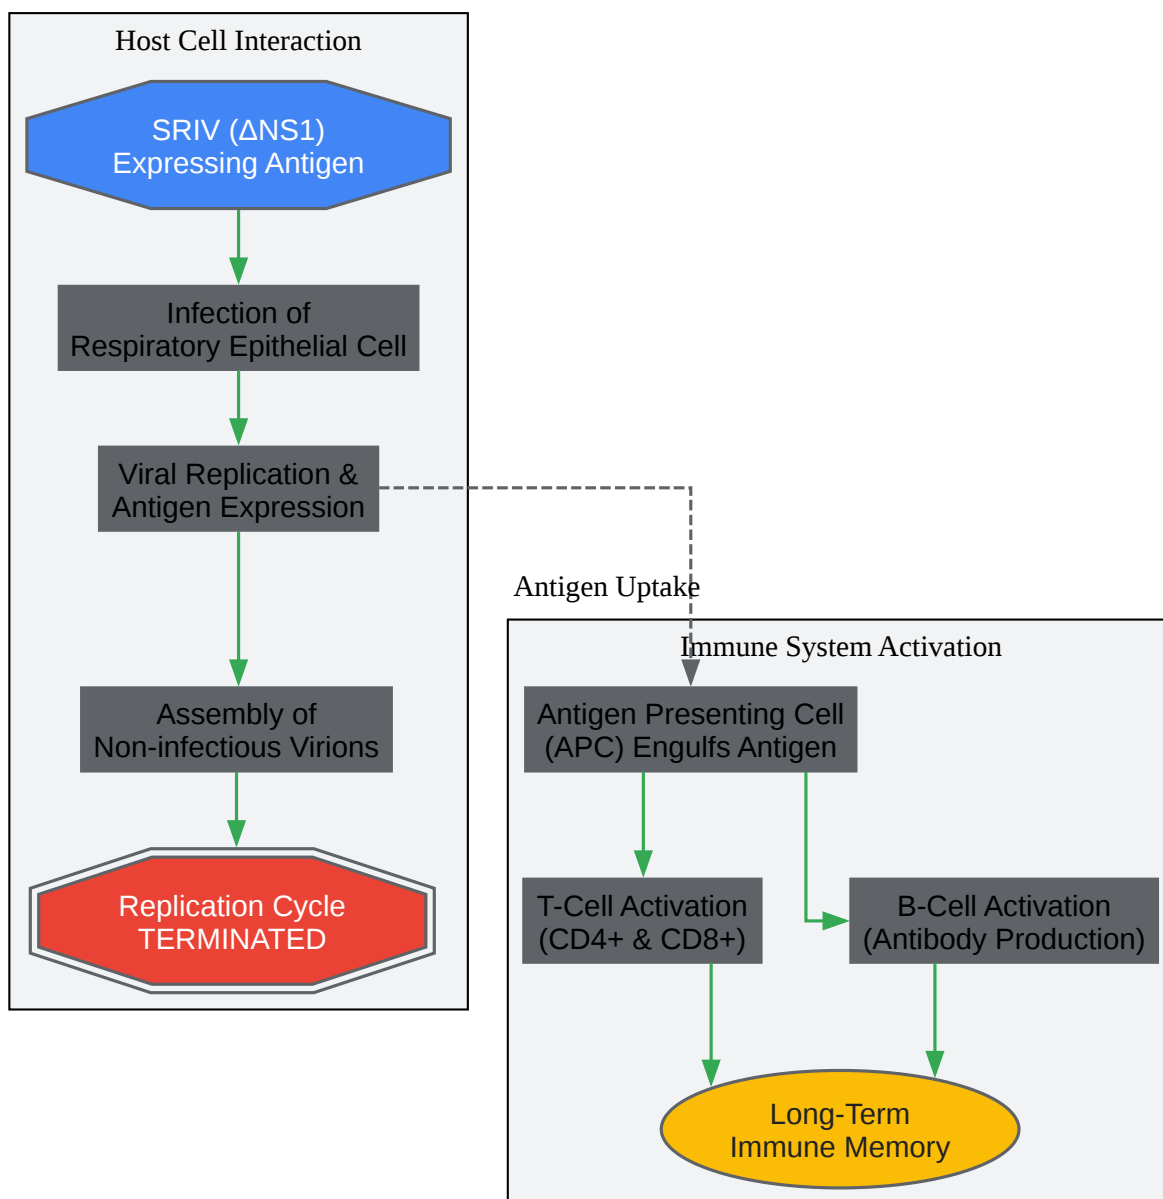 Host Cell Interaction
SRIV (ΔNS1)
Expressing Antigen
Infection of
Respiratory Epithelial Cell
Viral Replication &
Antigen Expression
Assembly of
Non-infectious Virions
Replication Cycle
TERMINATED
Antigen Uptake
Immune System Activation
Antigen Presenting Cell
(APC) Engulfs Antigen
T-Cell Activation
(CD4+ & CD8+)
B-Cell Activation
(Antibody Production)
Long-Term
Immune Memory